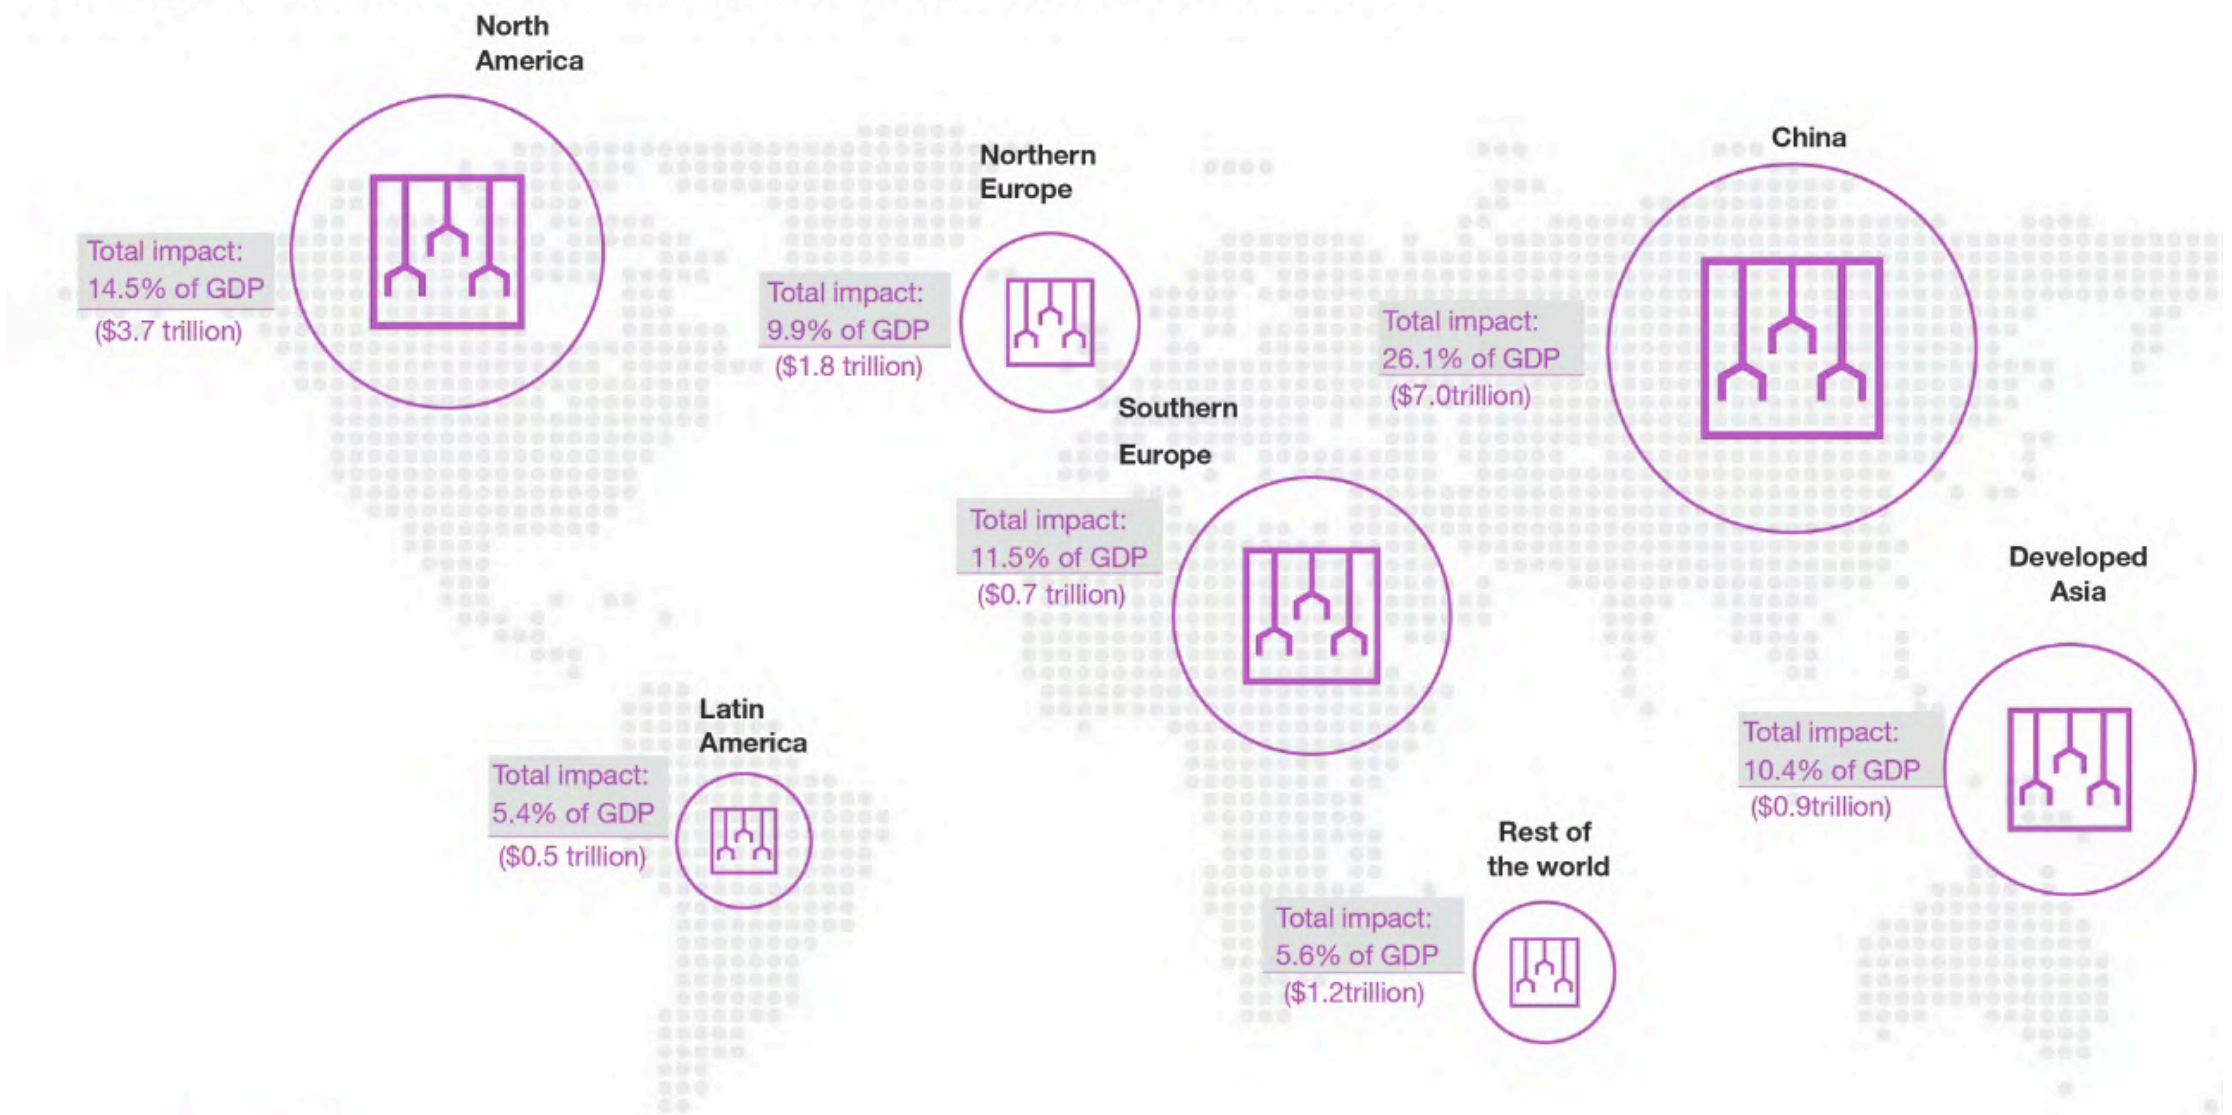 North
America
Total impact:
14.5% of GDP
($3.7 trillion)
Northern
Europe
Total impact:
9.9% of GDP
($1.8 trillion)
China
Total impact:
26.1% of GDP
($7.0trillion)
Southern
Europe
Total impact:
11.5% of GDP
($0.7 trillion)
Developed
Asia
Total impact:
10.4% of GDP
($0.9trillion)
Latin
America
Total impact:
5.4% of GDP
($0.5 trillion)
Rest of
the world
Total impact:
5.6% of GDP
($1.2trillion)